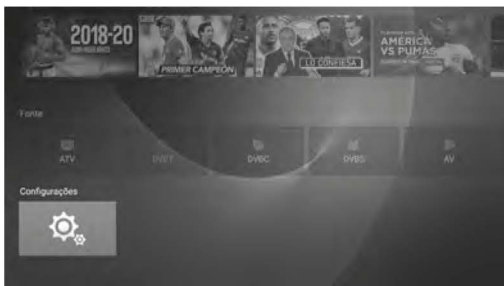 2018-20
PRIMER CAMPEÓN
LO CONFIESA
AMÉRICA
VS PUMAS
Fonte
ATV
DVBT
DVBC
DVBS
AV
Configurações